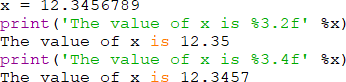 x = 12.3456789
print('The value of x is %3.2f' %x)
The value of x is 12.35
print('The value of x is %3.4f' %x)
The value of x is 12.3457